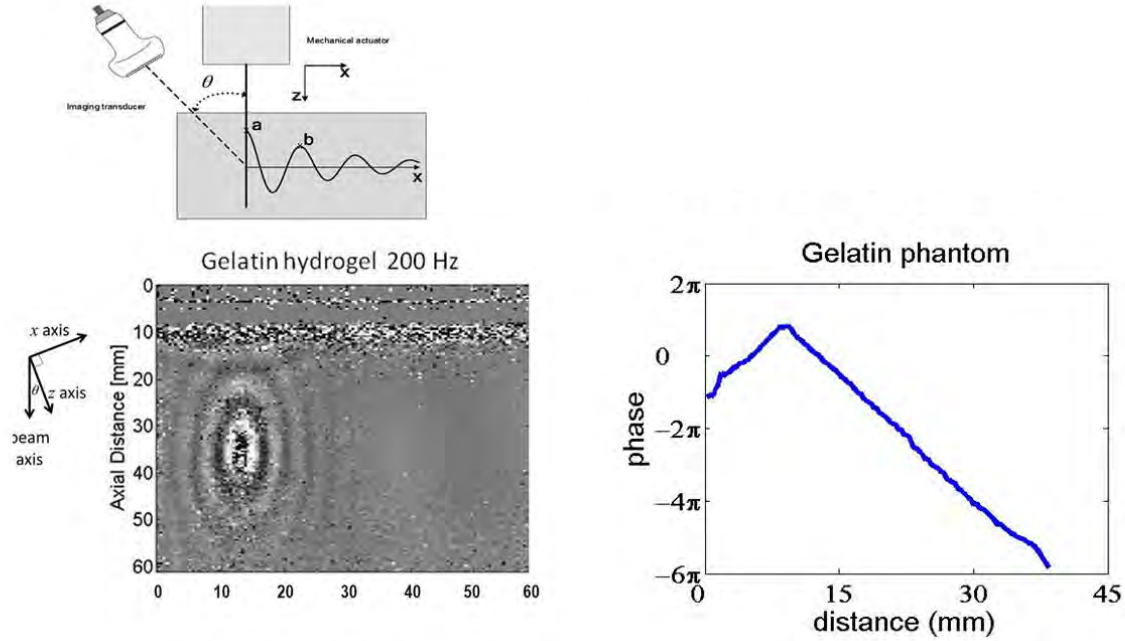 Mechanical actuator
θ
x
z
Imaging transducer
a
b
x
Gelatin hydrogel 200 Hz
0
10
20
30
40
50
60
Axial Distance [mm]
0 10 20 30 40 50 60
x axis
θ
z axis
beam
axis
Gelatin phantom
2π
0
−2π
−4π
−6π
phase
0 15 30 45
distance (mm)